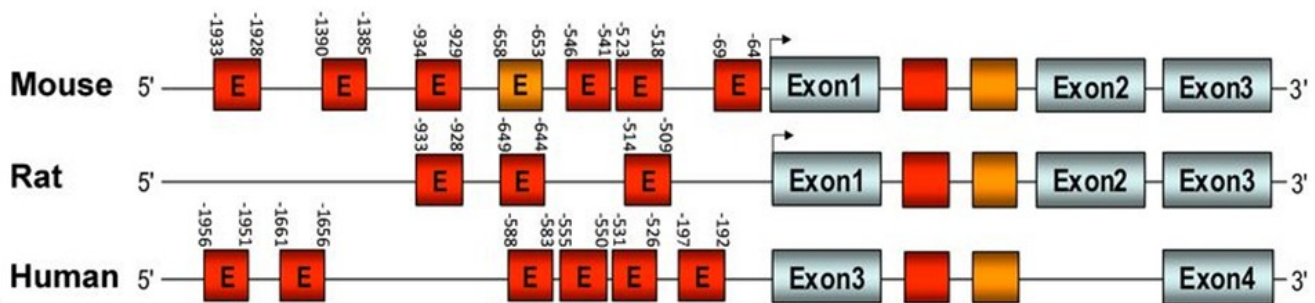 -1933 -1928 -1390 -1385 -934 -929 -658 -653 -546 -541 -523 -518 -69 -64
Mouse 5' E E E E E E E Exon1 Exon2 Exon3 3'
-933 -928 -649 -644 -514 -509
Rat 5' E E E Exon1 Exon2 Exon3 3'
-1956 -1951 -1661 -1656 -588 -583 -555 -550 -531 -526 -197 -192
Human 5' E E E E E E Exon3 Exon4 3'